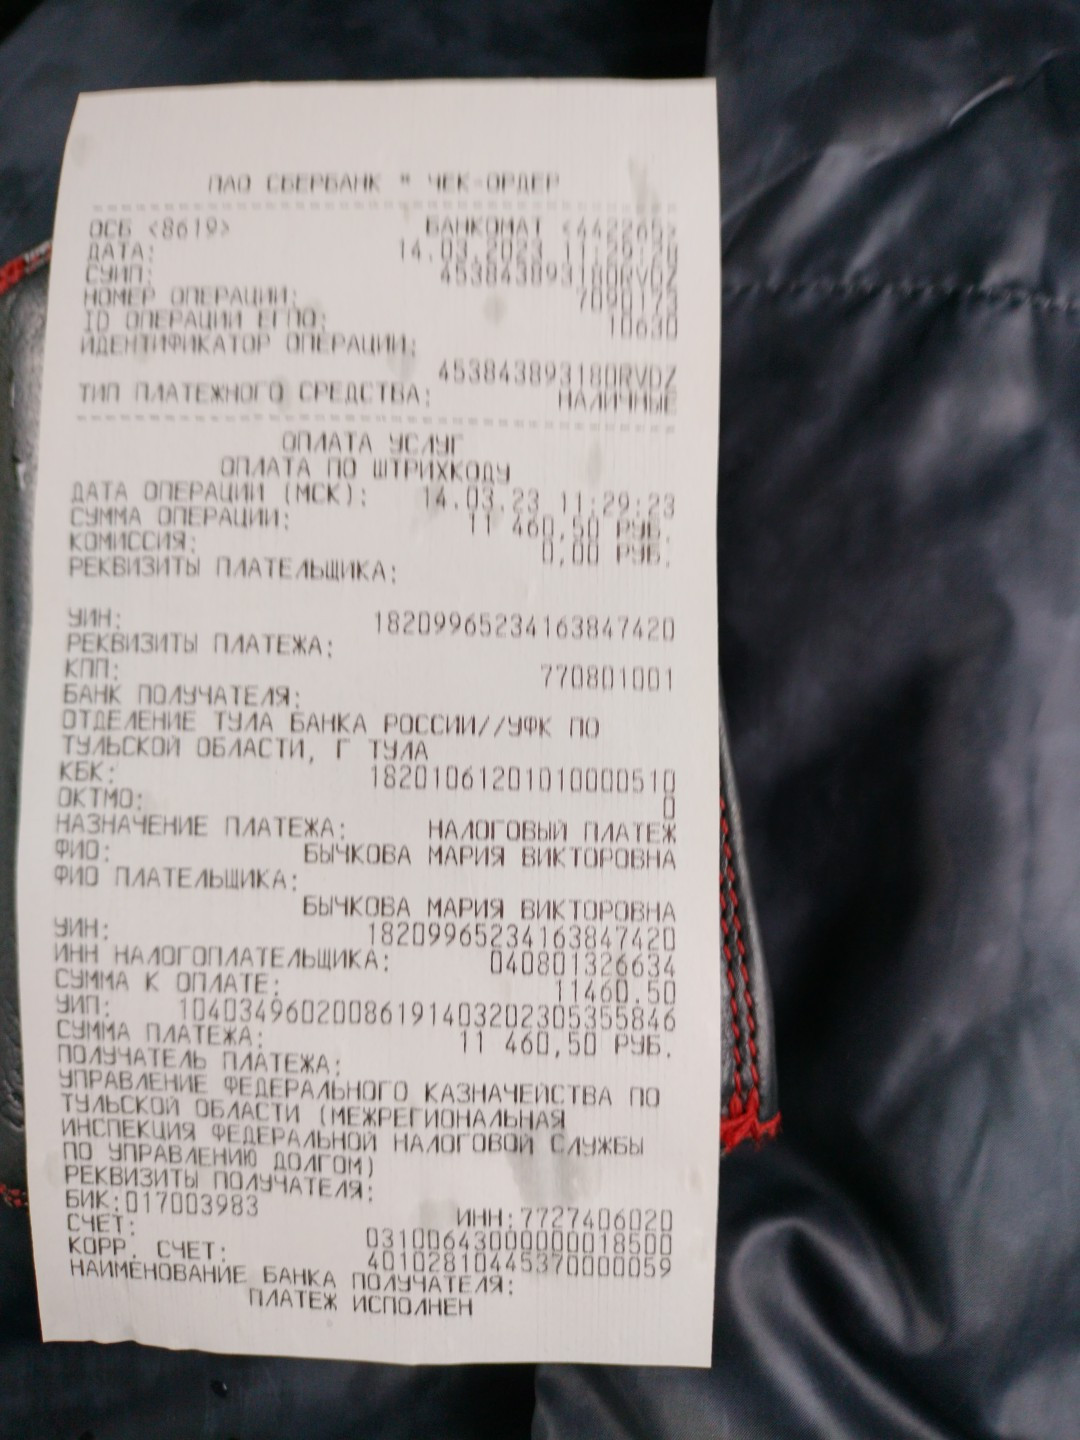 ПАО СБЕРБАНК * ЧЕК-ОРДЕР
ОСБ <8619> БАНКОМАТ <442265>
ДАТА: 14.03.2023 11:29:26
СУИП: 453843893180RVDZ
НОМЕР ОПЕРАЦИИ: 7090173
ID ОПЕРАЦИИ ЕГПО: 10630
ИДЕНТИФИКАТОР ОПЕРАЦИИ:
453843893180RVDZ
ТИП ПЛАТЕЖНОГО СРЕДСТВА: НАЛИЧНЫЕ
ОПЛАТА УСЛУГ
ОПЛАТА ПО ШТРИХКОДУ
ДАТА ОПЕРАЦИИ (МСК): 14.03.23 11:29:23
СУММА ОПЕРАЦИИ: 11 460,50 РУБ.
КОМИССИЯ: 0,00 РУБ.
РЕКВИЗИТЫ ПЛАТЕЛЬЩИКА:
УИН: 18209965234163847420
РЕКВИЗИТЫ ПЛАТЕЖА:
КПП: 770801001
БАНК ПОЛУЧАТЕЛЯ:
ОТДЕЛЕНИЕ ТУЛА БАНКА РОССИИ//УФК ПО
ТУЛЬСКОЙ ОБЛАСТИ, Г ТУЛА
КБК: 18201061201010000510
ОКТМО: 0
НАЗНАЧЕНИЕ ПЛАТЕЖА: НАЛОГОВЫЙ ПЛАТЕЖ
ФИО: БЫЧКОВА МАРИЯ ВИКТОРОВНА
ФИО ПЛАТЕЛЬЩИКА:
БЫЧКОВА МАРИЯ ВИКТОРОВНА
УИН: 18209965234163847420
ИНН НАЛОГОПЛАТЕЛЬЩИКА: 040801326634
СУММА К ОПЛАТЕ: 11460.50
УИП: 10403496020086191403202305355846
СУММА ПЛАТЕЖА: 11 460,50 РУБ.
ПОЛУЧАТЕЛЬ ПЛАТЕЖА:
УПРАВЛЕНИЕ ФЕДЕРАЛЬНОГО КАЗНАЧЕЙСТВА ПО
ТУЛЬСКОЙ ОБЛАСТИ (МЕЖРЕГИОНАЛЬНАЯ
ИНСПЕКЦИЯ ФЕДЕРАЛЬНОЙ НАЛОГОВОЙ СЛУЖБЫ
ПО УПРАВЛЕНИЮ ДОЛГОМ)
РЕКВИЗИТЫ ПОЛУЧАТЕЛЯ:
БИК:017003983 ИНН:7727406020
СЧЕТ: 03100643000000018500
КОРР. СЧЕТ: 40102810445370000059
НАИМЕНОВАНИЕ БАНКА ПОЛУЧАТЕЛЯ:
ПЛАТЕЖ ИСПОЛНЕН